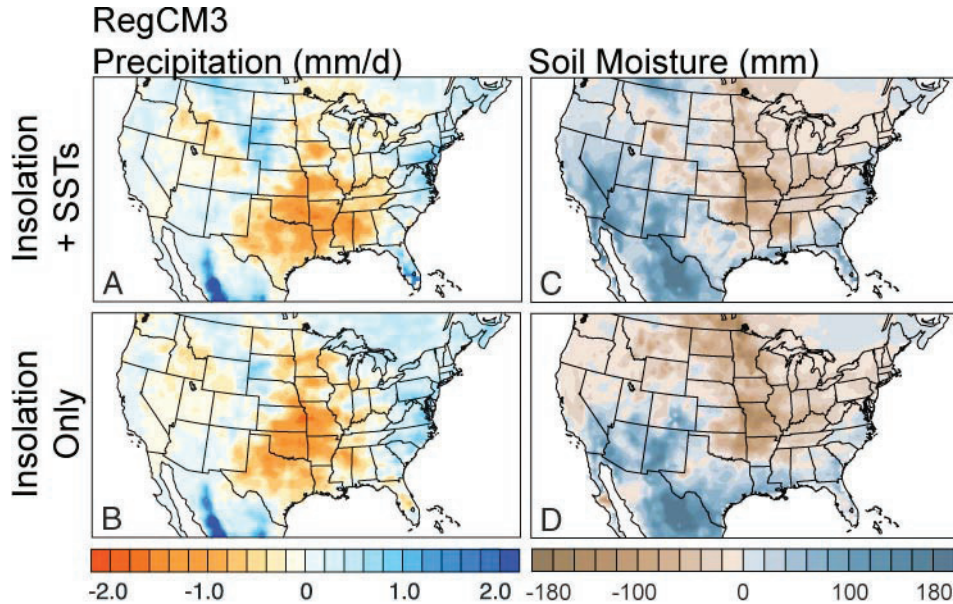 RegCM3
Precipitation (mm/d)
Soil Moisture (mm)
Insolation
+ SSTs
A
C
Insolation
Only
B
D
-2.0 -1.0 0 1.0 2.0
-180 -100 0 100 180